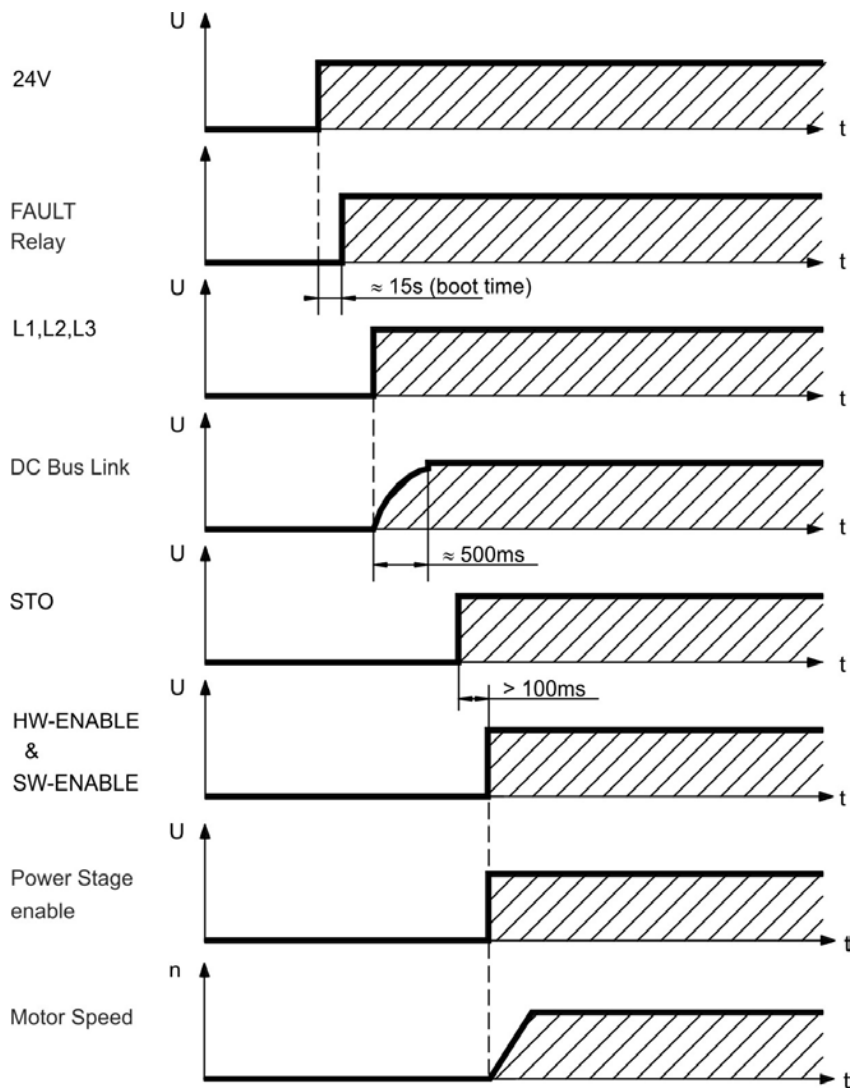 U
24V
t
FAULT
Relay
≈ 15s (boot time)
U
L1,L2,L3
t
U
DC Bus Link
t
≈ 500ms
U
STO
t
> 100ms
U
HW-ENABLE
&
SW-ENABLE
t
U
Power Stage
enable
t
n
Motor Speed
t